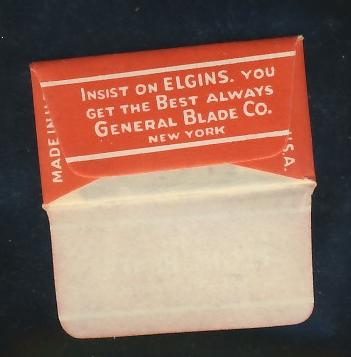 INSIST ON ELGINS. YOU
GET THE BEST ALWAYS
GENERAL BLADE CO.
NEW YORK
MADE IN
U.S.A.